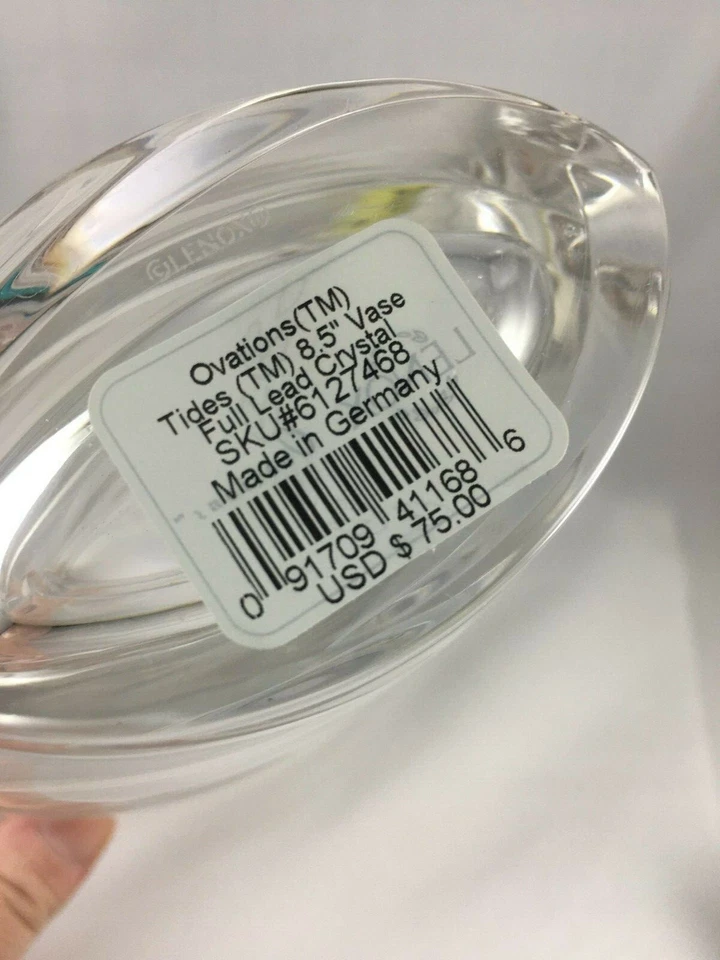 ©LENOX®
Ovations(TM)
Tides (TM) 8.5" Vase
Full Lead Crystal
SKU#6127468
Made in Germany
0 91709 41168 6
USD $ 75.00